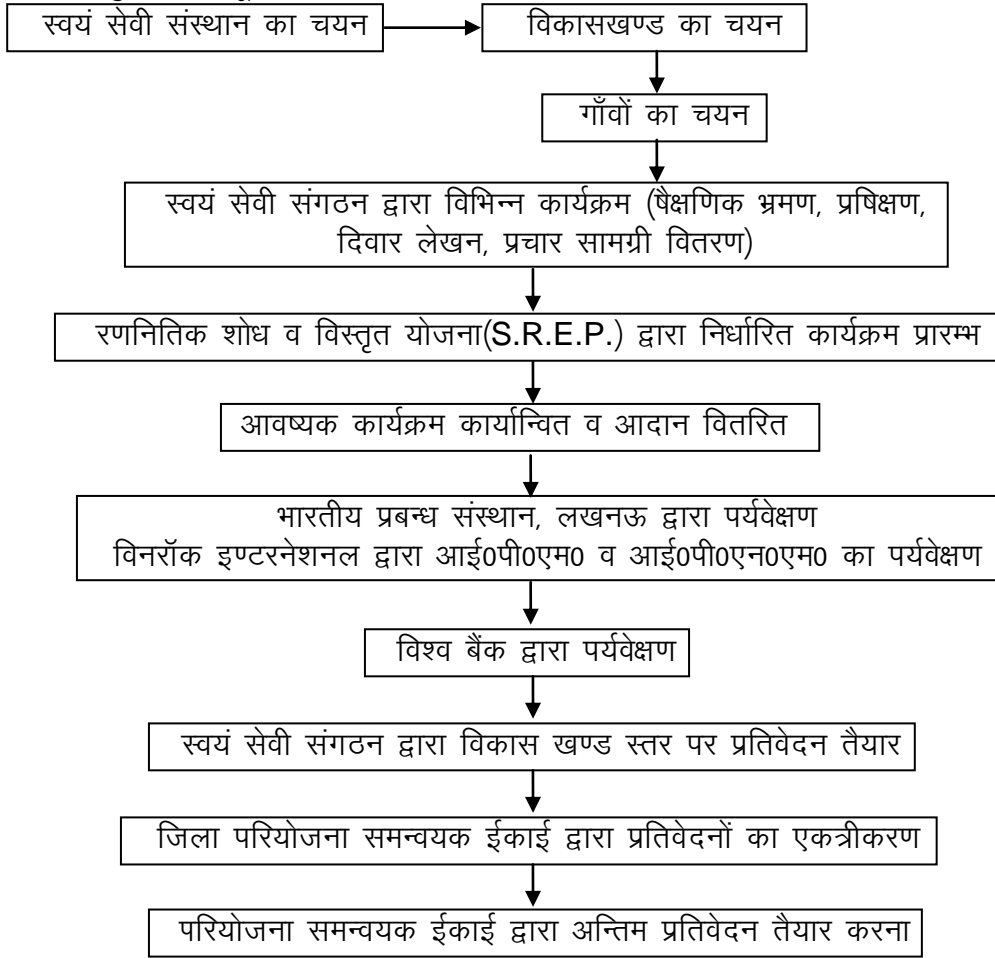 स्वयं सेवी संस्थान का चयन
विकासखण्ड का चयन
गाँवों का चयन
स्वयं सेवी संगठन द्वारा विभिन्न कार्यक्रम (षैक्षणिक भ्रमण, प्रषिक्षण,
दिवार लेखन, प्रचार सामग्री वितरण)
रणनितिक शोध व विस्तृत योजना(S.R.E.P.) द्वारा निर्धारित कार्यक्रम प्रारम्भ
आवष्यक कार्यक्रम कार्यान्वित व आदान वितरित
भारतीय प्रबन्ध संस्थान, लखनऊ द्वारा पर्यवेक्षण
विनरॉक इण्टरनेशनल द्वारा आई0पी0एम0 व आई0पी0एन0एम0 का पर्यवेक्षण
विश्व बैंक द्वारा पर्यवेक्षण
स्वयं सेवी संगठन द्वारा विकास खण्ड स्तर पर प्रतिवेदन तैयार
जिला परियोजना समन्वयक ईकाई द्वारा प्रतिवेदनों का एकत्रीकरण
परियोजना समन्वयक ईकाई द्वारा अन्तिम प्रतिवेदन तैयार करना